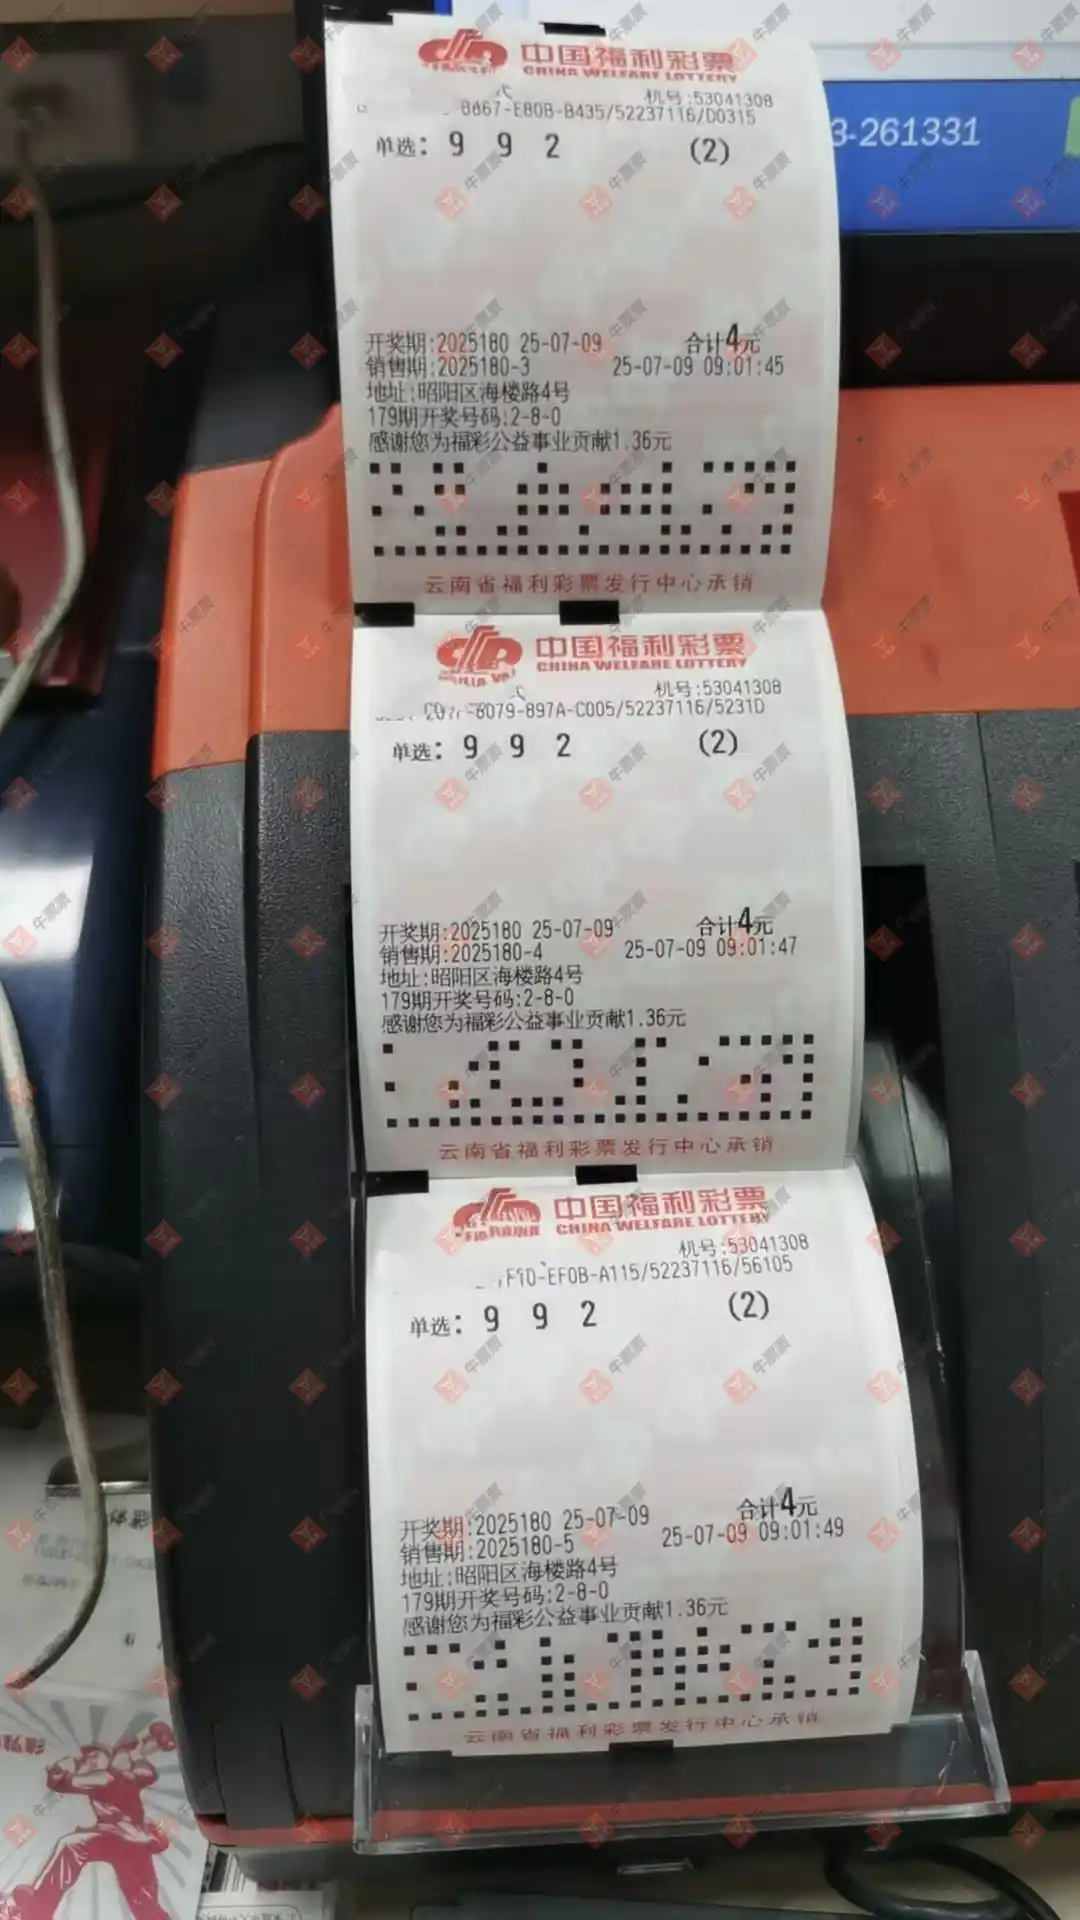 中国福利彩票
CHINA WELFARE LOTTERY
式 机号:53041308
8867-E80B-B435/52237116/D0315
3-261331
单选: 9 9 2 (2)
开奖期:2025180 25-07-09 合计4元
销售期:2025180-3 25-07-09 09:01:45
地址:昭阳区海楼路4号
179期开奖号码:2-8-0
感谢您为福彩公益事业贡献1.36元
云南省福利彩票发行中心承销
中国福利彩票
CHINA WELFARE LOTTERY
式 机号:53041308
-8079-897A-C005/52237116/5231D
单选: 9 9 2 (2)
开奖期:2025180 25-07-09 合计4元
销售期:2025180-4 25-07-09 09:01:47
地址:昭阳区海楼路4号
179期开奖号码:2-8-0
感谢您为福彩公益事业贡献1.36元
云南省福利彩票发行中心承销
中国福利彩票
CHINA WELFARE LOTTERY
机号:53041308
-EF0B-A115/52237116/56105
单选: 9 9 2 (2)
开奖期:2025180 25-07-09 合计4元
销售期:2025180-5 25-07-09 09:01:49
地址:昭阳区海楼路4号
179期开奖号码:2-8-0
感谢您为福彩公益事业贡献1.36元
云南省福利彩票发行中心承销
牛票票